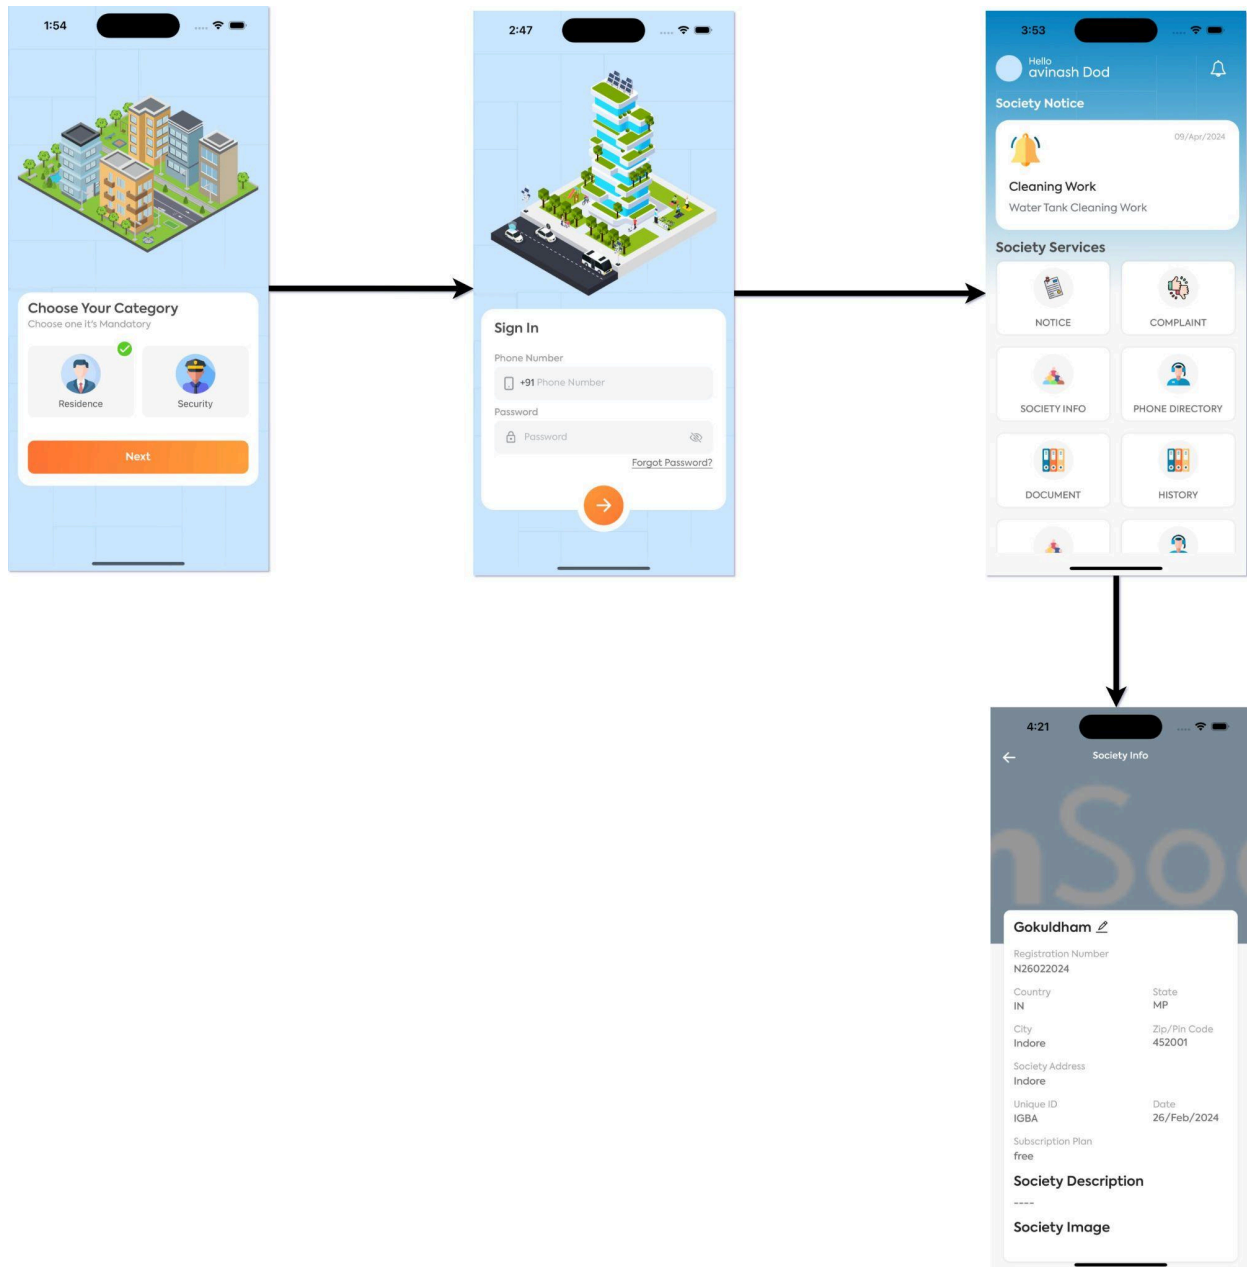 1:54
Choose Your Category
Choose one it's Mandatory
Residence
Security
Next
2:47
Sign In
Phone Number
+91 Phone Number
Password
Password
Forgot Password?
3:53
Hello
avinash Dod
Society Notice
09/Apr/2024
Cleaning Work
Water Tank Cleaning Work
Society Services
NOTICE
COMPLAINT
SOCIETY INFO
PHONE DIRECTORY
DOCUMENT
HISTORY
4:21
Society Info
nSoc
Gokuldham
Registration Number
N26022024
Country
State
IN
MP
City
Zip/Pin Code
Indore
452001
Society Address
Indore
Unique ID
Date
IGBA
26/Feb/2024
Subscription Plan
free
Society Description
----
Society Image